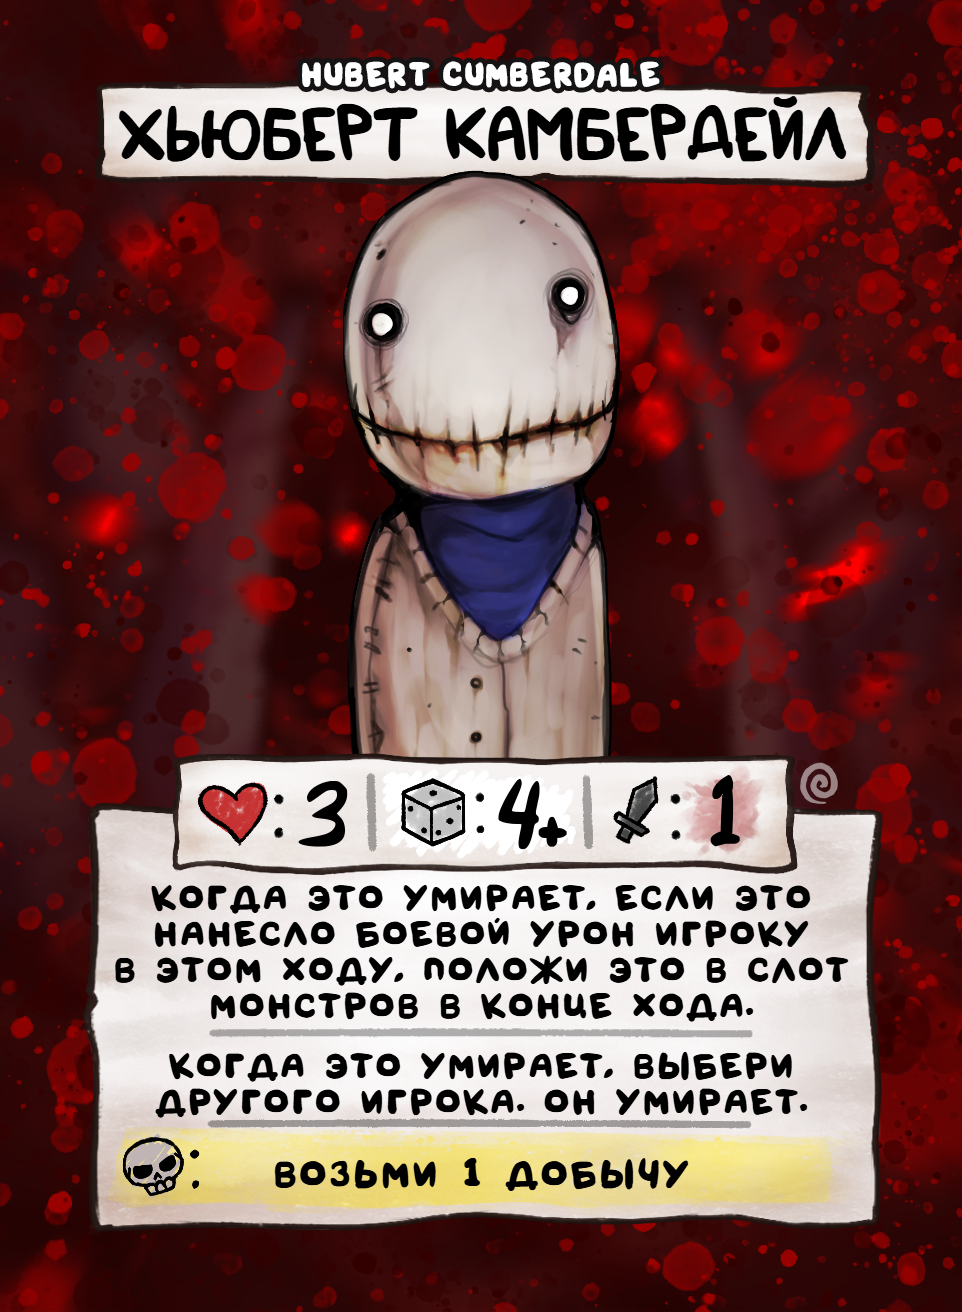 HUBERT CUMBERDALE
ХЬЮБЕРТ КАМБЕРДЕЙЛ
: 3 : 4+ : 1
КОГДА ЭТО УМИРАЕТ, ЕСЛИ ЭТО
НАНЕСЛО БОЕВОЙ УРОН ИГРОКУ
В ЭТОМ ХОДУ, ПОЛОЖИ ЭТО В СЛОТ
МОНСТРОВ В КОНЦЕ ХОДА.
КОГДА ЭТО УМИРАЕТ, ВЫБЕРИ
ДРУГОГО ИГРОКА. ОН УМИРАЕТ.
: ВОЗЬМИ 1 ДОБЫЧУ